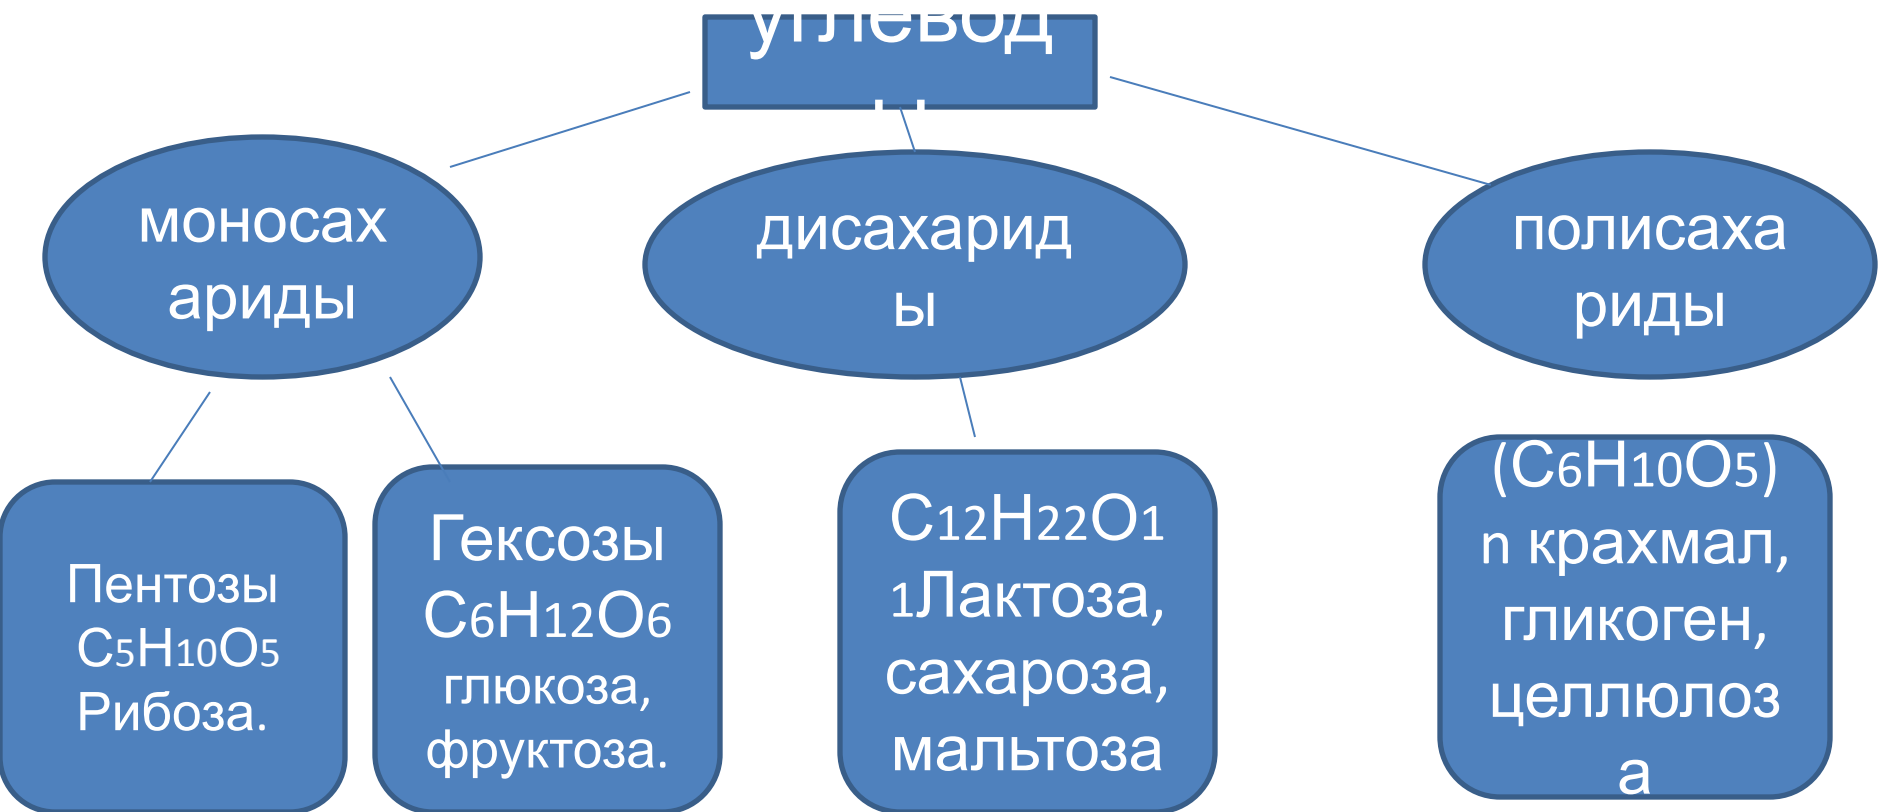 углевод
ы
моносах
ариды
дисахарид
ы
полисаха
риды
Пентозы
C5H10O5
Рибоза.
Гексозы
C6H12O6
глюкоза,
фруктоза.
C12H22O1
1Лактоза,
сахароза,
мальтоза
(C6H10O5)
n крахмал,
гликоген,
целлюлоз
а